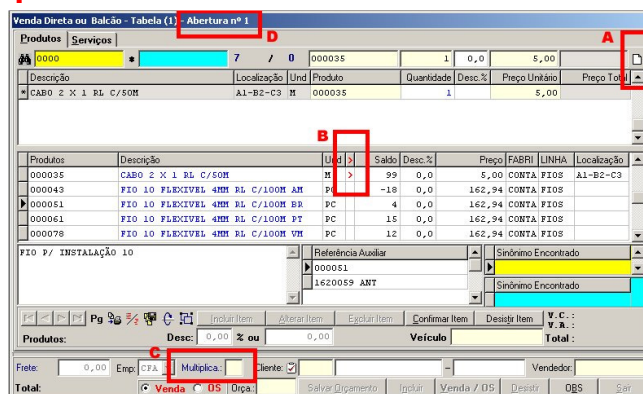 Venda Direta ou Balcão - Tabela (1) - Abertura nº 1
Produtos Serviços D A
0000 * 7 / 0 000035 1 0,0 5,00
Descrição Localização Und Produto Quantidade Desc.% Preço Unitário Preço Total
* CABO 2 X 1 RL C/50M A1-B2-C3 M 000035 1 5,00
B
Produtos Descrição Und > Saldo Desc.% Preço FABRI LINHA Localização
000035 CABO 2 X 1 RL C/50M M > 99 0,0 5,00 CONTA FIOS A1-B2-C3
000043 FIO 10 FLEXIVEL 4MM RL C/100M AM PC -18 0,0 162,94 CONTA FIOS
000051 FIO 10 FLEXIVEL 4MM RL C/100M BR PC 4 0,0 162,94 CONTA FIOS
000061 FIO 10 FLEXIVEL 4MM RL C/100M PT PC 15 0,0 162,94 CONTA FIOS
000078 FIO 10 FLEXIVEL 4MM RL C/100M VM PC 12 0,0 162,94 CONTA FIOS
FIO P/ INSTALAÇÃO 10 Referência Auxiliar Sinônimo Encontrado
000051
1620059 ANT Sinônimo Encontrado
Pg Incluir Item Alterar Item Excluir Item Confirmar Item Desistir Item V.C.:
V.A.:
Produtos: Desc: 0,00 % ou 0,00 Veículo Total :
C
Frete: 0,00 Emp: CFA Multiplica.: Cliente: - Vendedor:
Total: Venda OS Orça.: Salvar Orçamento Incluir Venda / OS Desistir OBS Sair